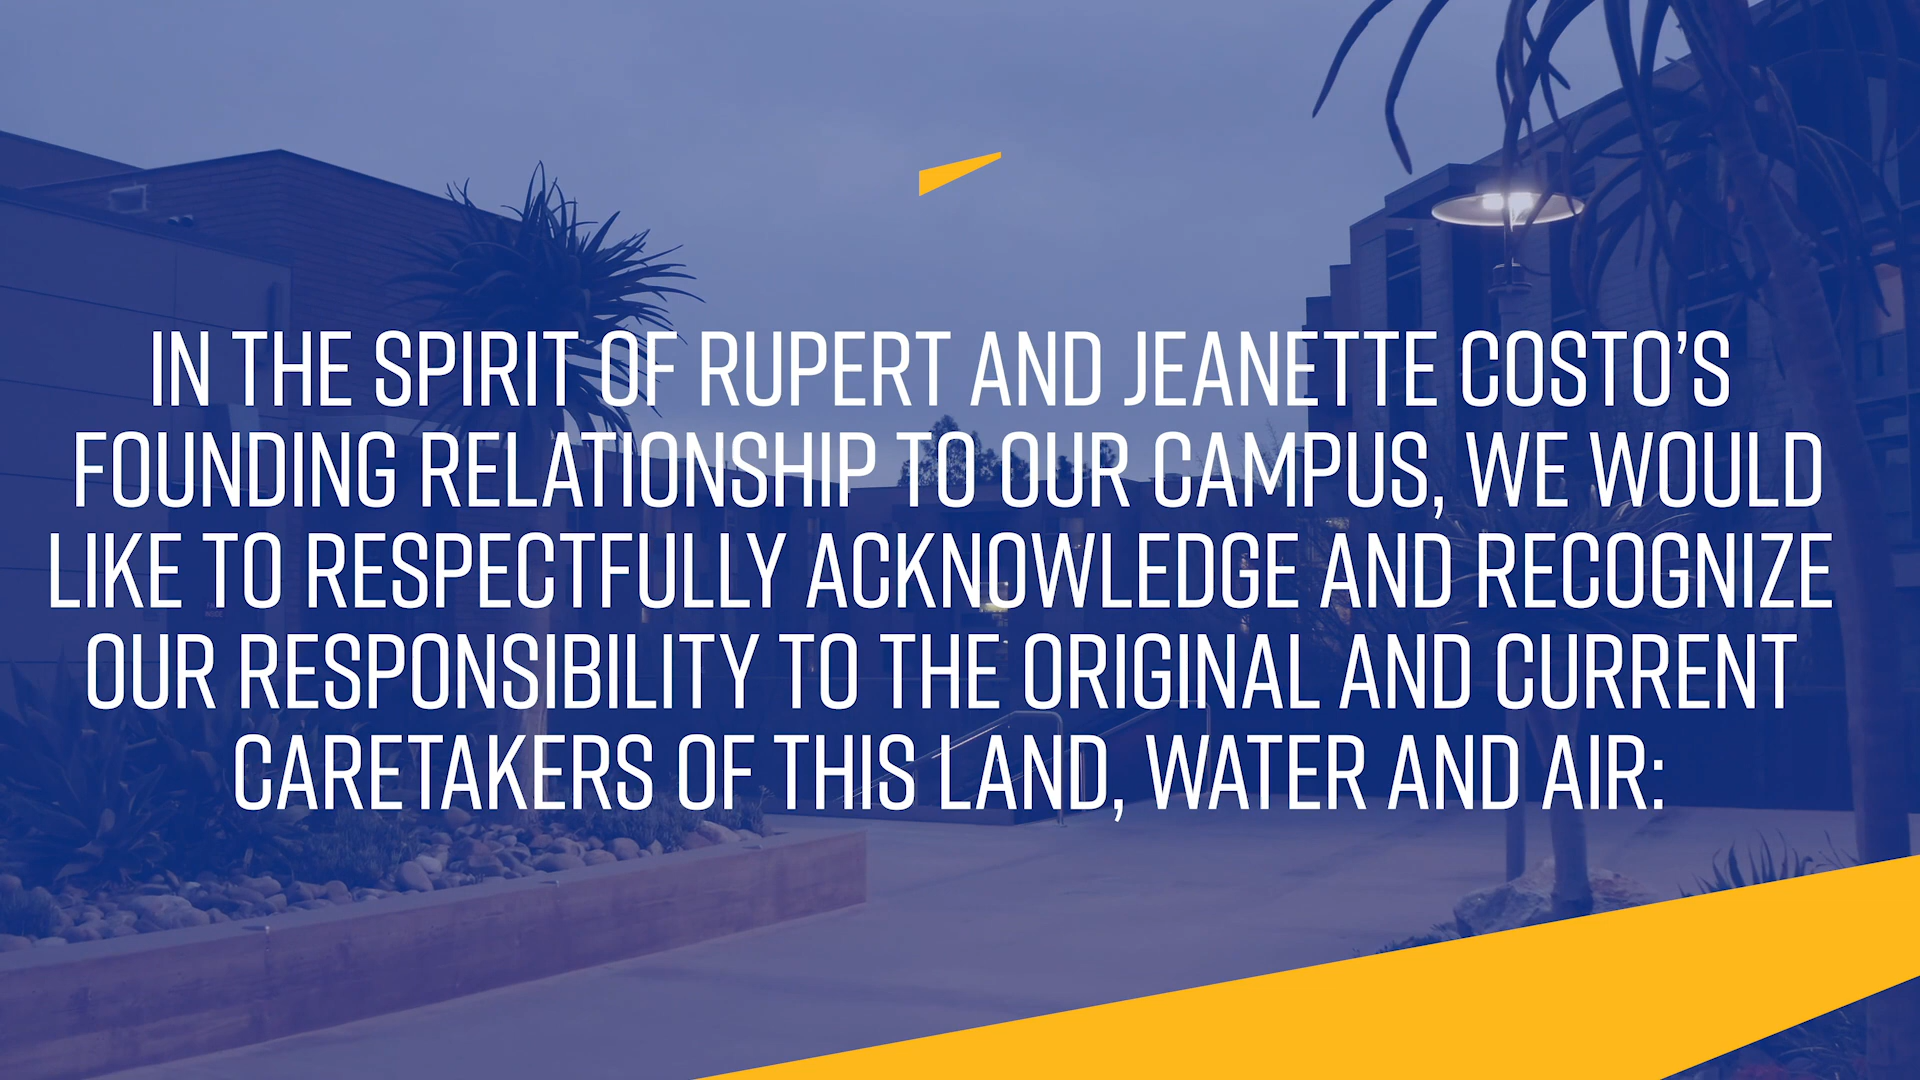 IN THE SPIRIT OF RUPERT AND JEANETTE COSTO’S
FOUNDING RELATIONSHIP TO OUR CAMPUS, WE WOULD
LIKE TO RESPECTFULLY ACKNOWLEDGE AND RECOGNIZE
OUR RESPONSIBILITY TO THE ORIGINAL AND CURRENT
CARETAKERS OF THIS LAND, WATER AND AIR: